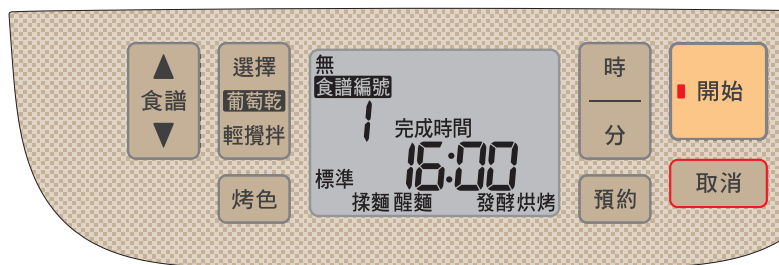 食譜
選擇
葡萄乾
輕攪拌
烤色
無
食譜編號
1
完成時間
16:00
標準
揉麵 醒麵 發酵 烘烤
時
分
預約
開始
取消